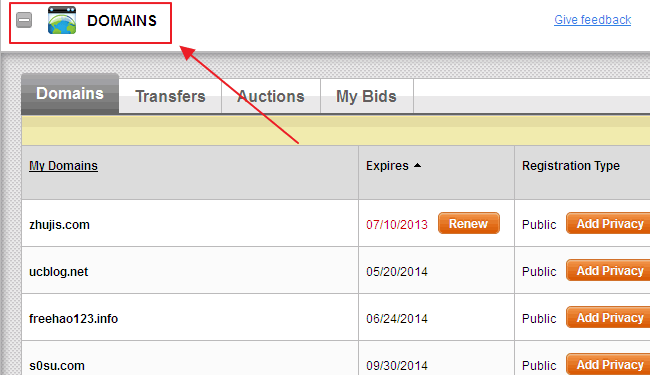 DOMAINS Give feedback
Domains Transfers Auctions My Bids
My Domains Expires Registration Type
zhujis.com 07/10/2013 Renew Public Add Privacy
ucblog.net 05/20/2014 Public Add Privacy
freehao123.info 06/24/2014 Public Add Privacy
s0su.com 09/30/2014 Public Add Privacy